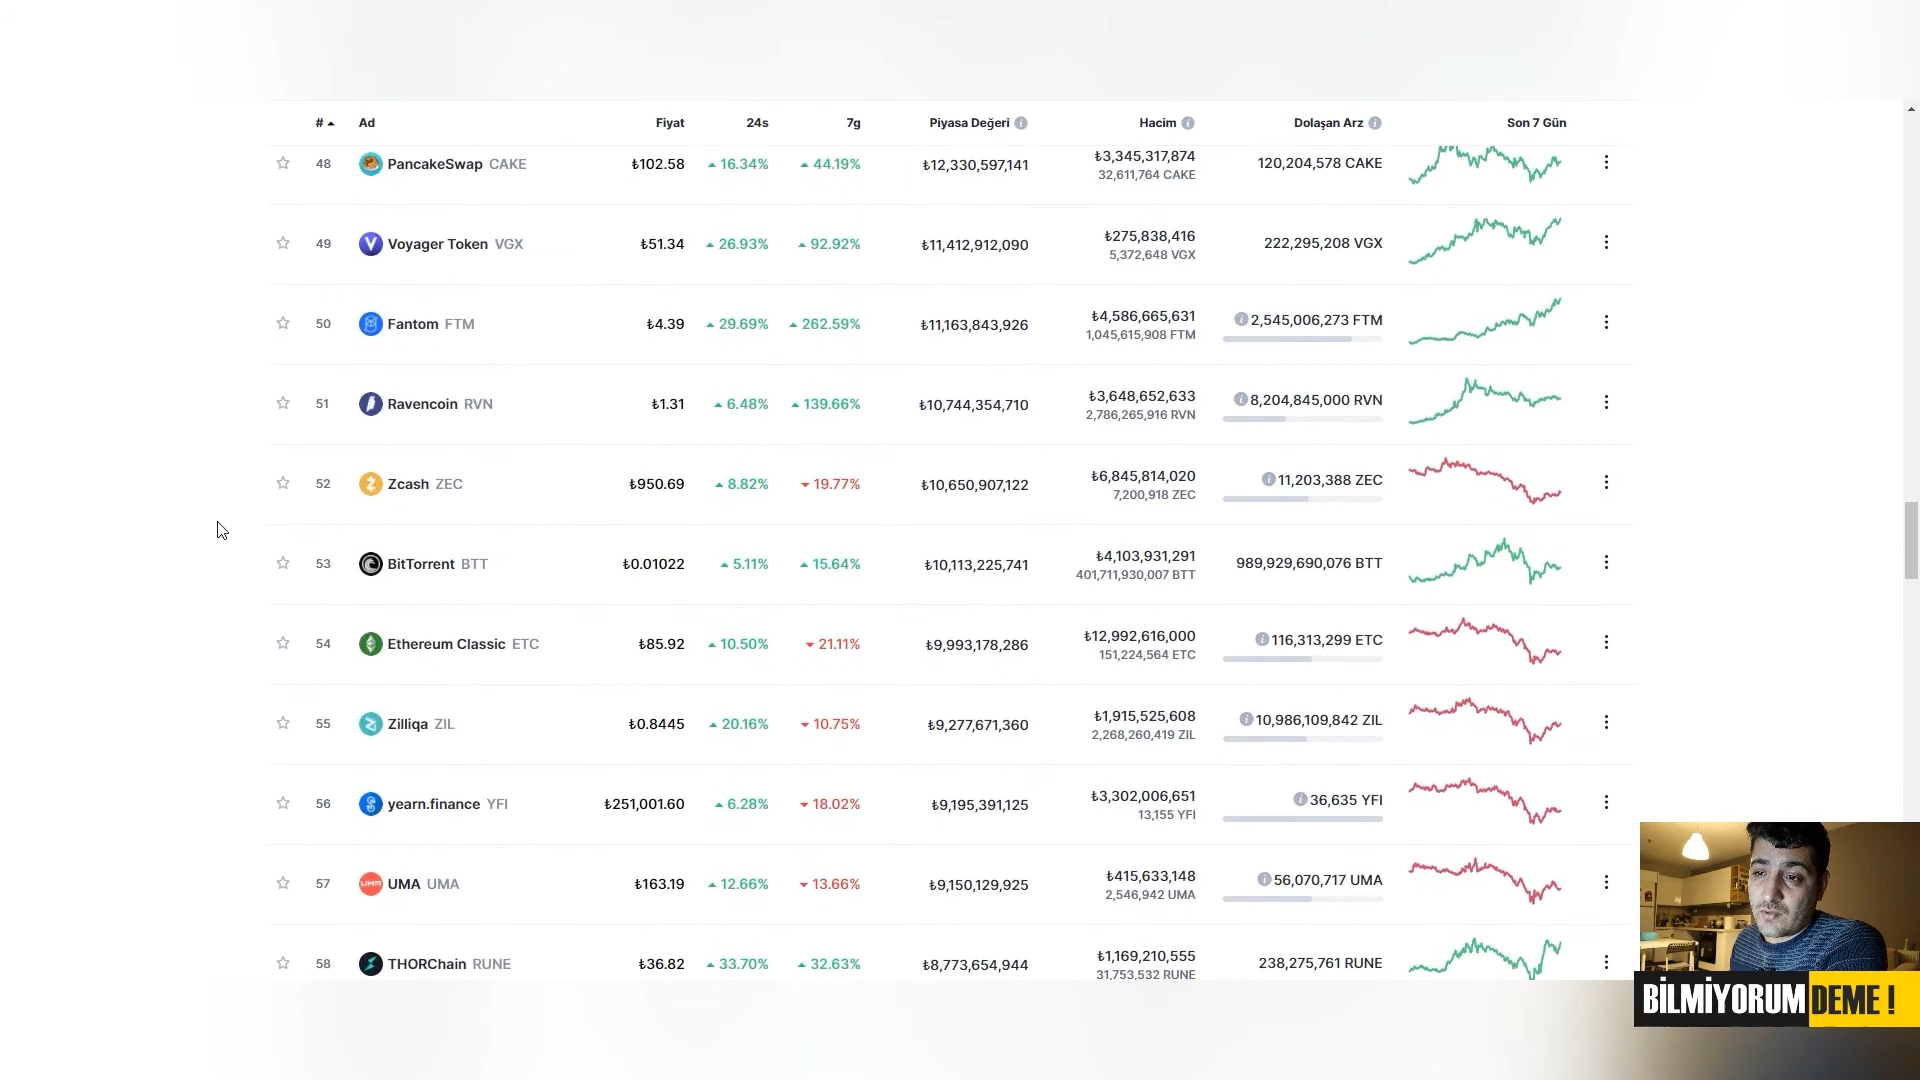 # Ad Fiyat 24s 7g Piyasa Değeri Hacim Dolaşan Arz Son 7 Gün
48 PancakeSwap CAKE ₺102.58 16.34% 44.19% ₺12,330,597,141 ₺3,345,317,874 120,204,578 CAKE
32,611,764 CAKE
49 Voyager Token VGX ₺51.34 26.93% 92.92% ₺11,412,912,090 ₺275,838,416 222,295,208 VGX
5,372,648 VGX
50 Fantom FTM ₺4.39 29.69% 262.59% ₺11,163,843,926 ₺4,586,665,631 2,545,006,273 FTM
1,045,615,908 FTM
51 Ravencoin RVN ₺1.31 6.48% 139.66% ₺10,744,354,710 ₺3,648,652,633 8,204,845,000 RVN
2,786,265,916 RVN
52 Zcash ZEC ₺950.69 8.82% 19.77% ₺10,650,907,122 ₺6,845,814,020 11,203,388 ZEC
7,200,918 ZEC
53 BitTorrent BTT ₺0.01022 5.11% 15.64% ₺10,113,225,741 ₺4,103,931,291 989,929,690,076 BTT
401,711,930,007 BTT
54 Ethereum Classic ETC ₺85.92 10.50% 21.11% ₺9,993,178,286 ₺12,992,616,000 116,313,299 ETC
151,224,564 ETC
55 Zilliqa ZIL ₺0.8445 20.16% 10.75% ₺9,277,671,360 ₺1,915,525,608 10,986,109,842 ZIL
2,268,260,419 ZIL
56 yearn.finance YFI ₺251,001.60 6.28% 18.02% ₺9,195,391,125 ₺3,302,006,651 36,635 YFI
13,155 YFI
57 UMA UMA ₺163.19 12.66% 13.66% ₺9,150,129,925 ₺415,633,148 56,070,717 UMA
2,546,942 UMA
58 THORChain RUNE ₺36.82 33.70% 32.63% ₺8,773,654,944 ₺1,169,210,555 238,275,761 RUNE
31,753,532 RUNE
BİLMİYORUM DEME !